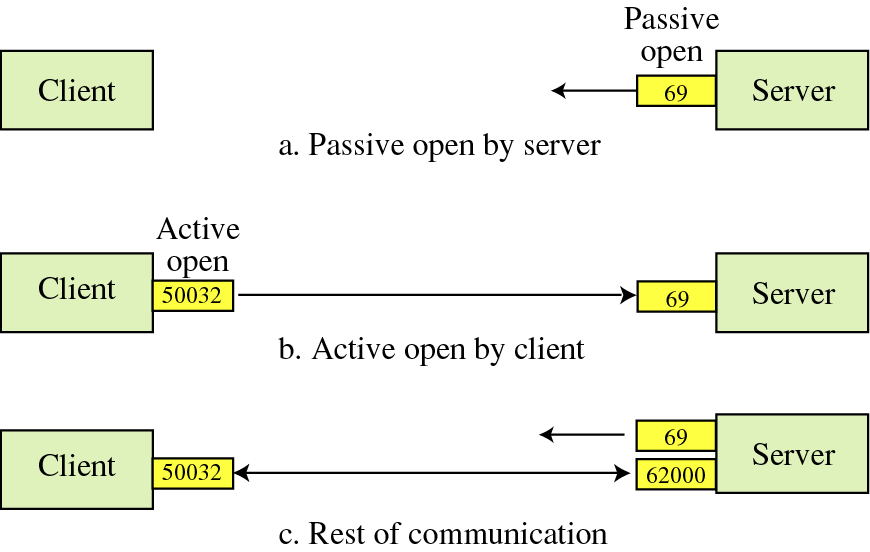 Passive
open
Client
69
Server
a. Passive open by server
Active
open
Client
50032
69
Server
b. Active open by client
69
Client
50032
62000
Server
c. Rest of communication